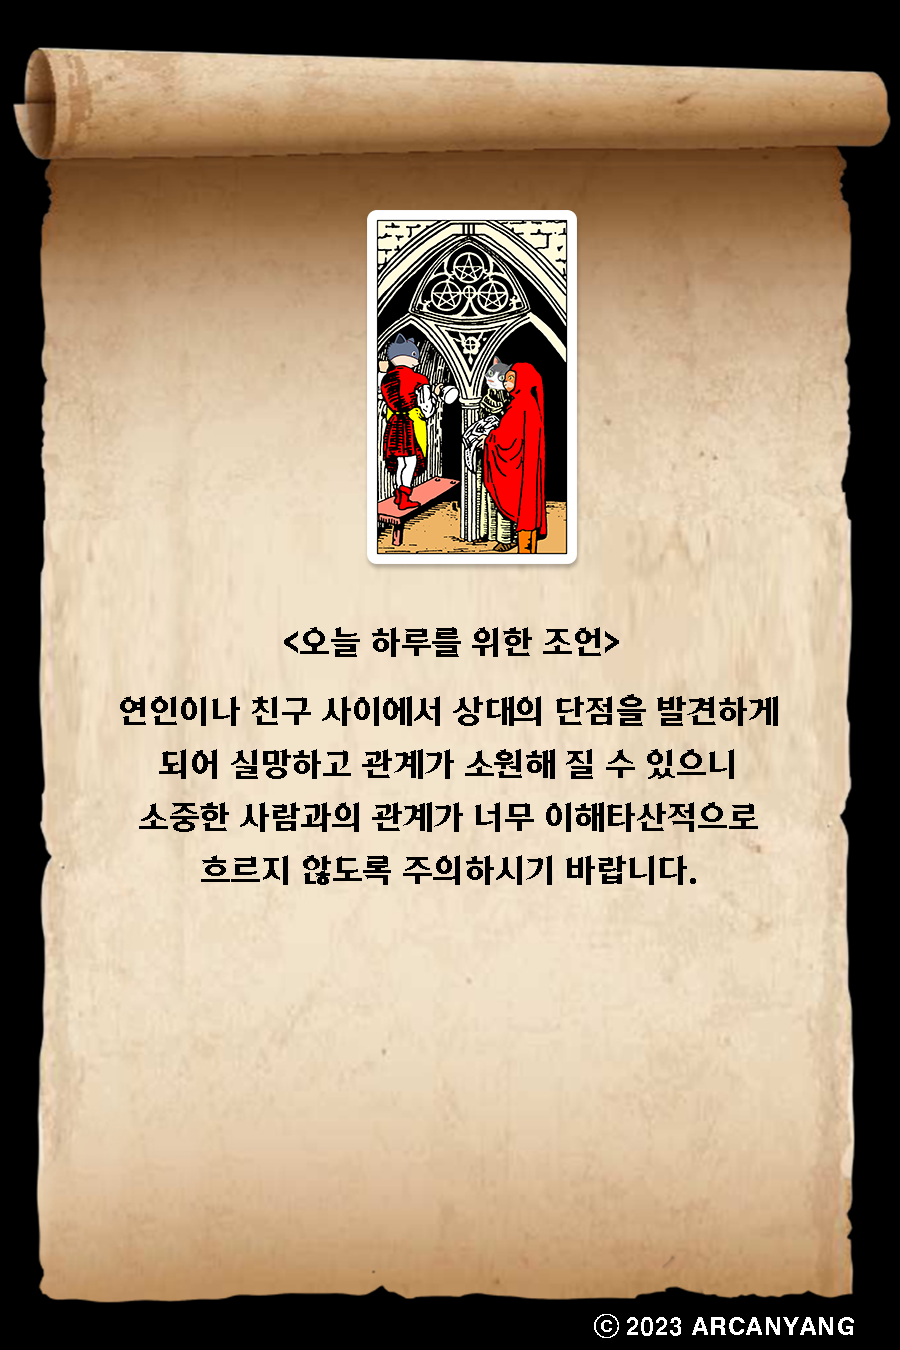 <오늘 하루를 위한 조언>
연인이나 친구 사이에서 상대의 단점을 발견하게
되어 실망하고 관계가 소원해 질 수 있으니
소중한 사람과의 관계가 너무 이해타산적으로
흐르지 않도록 주의하시기 바랍니다.
ⓒ 2023 ARCANYANG